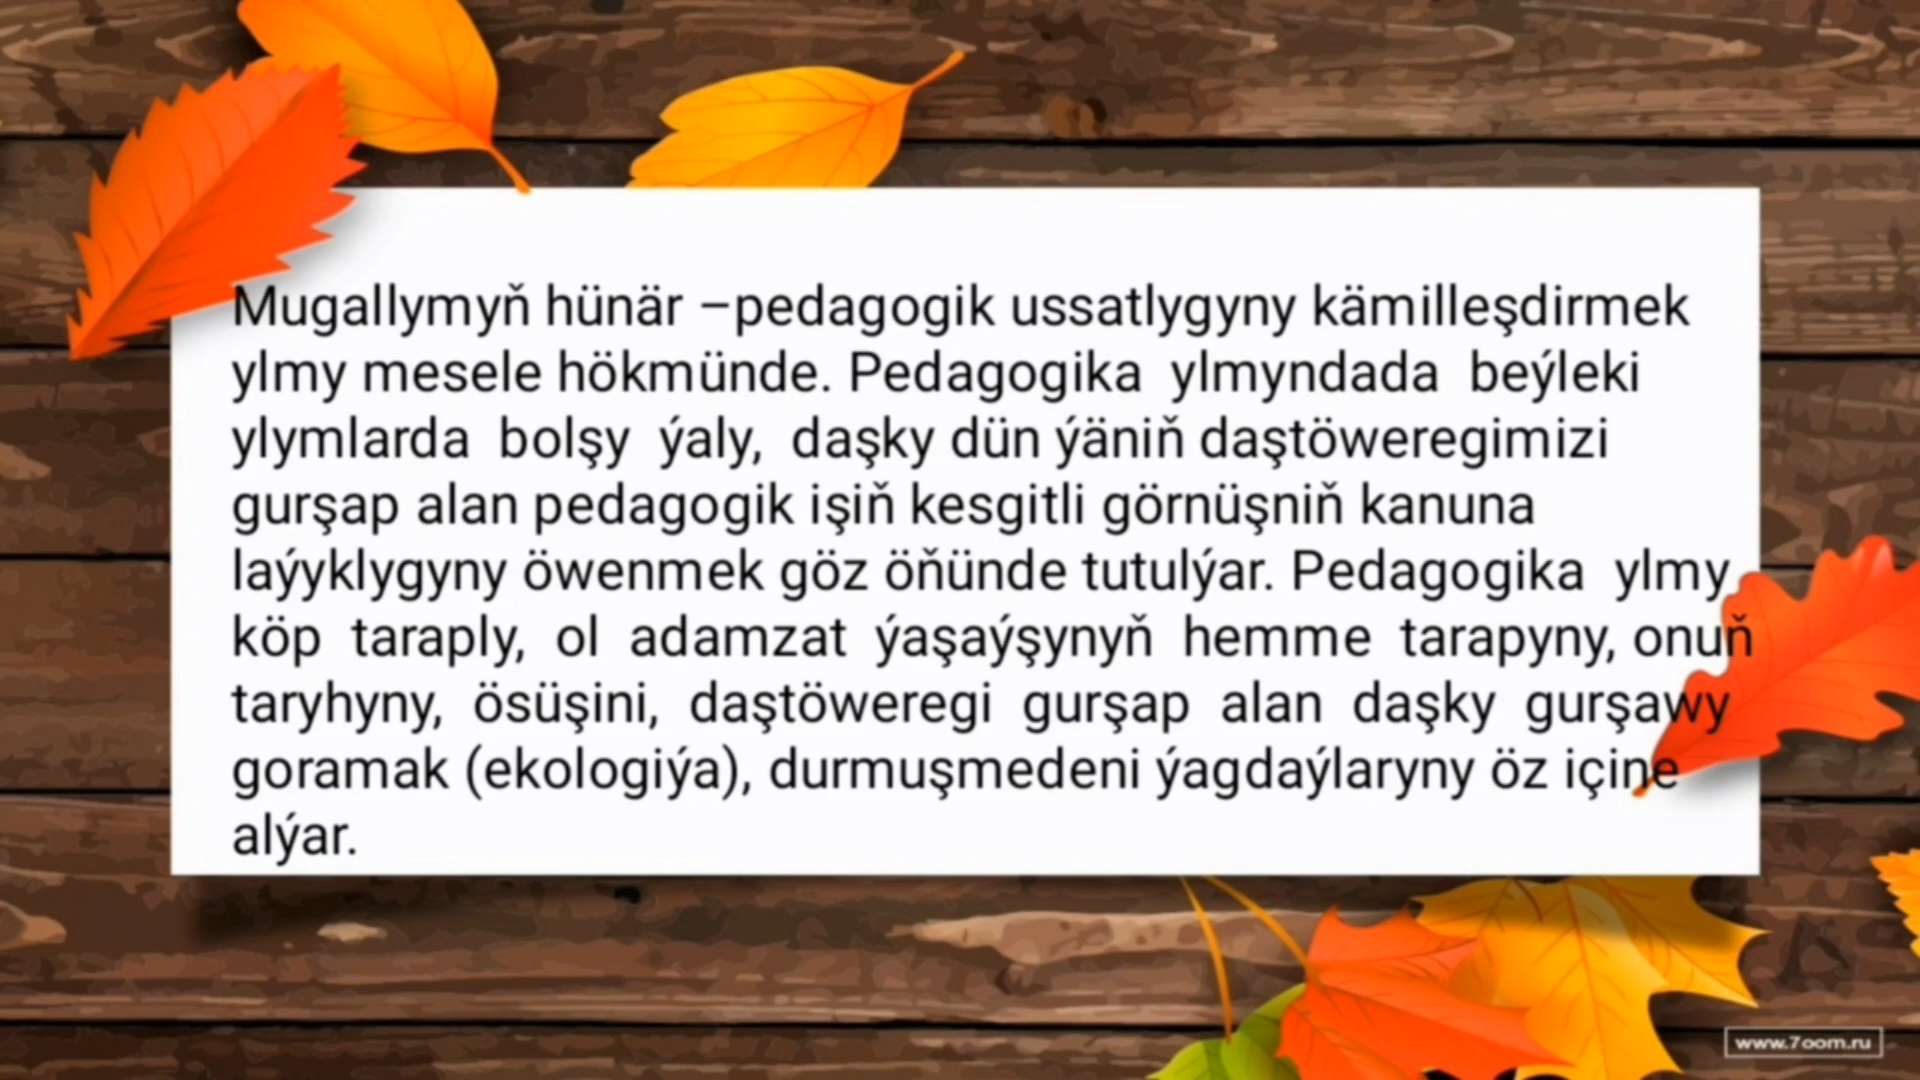 Mugallymyň hünär –pedagogik ussatlygyny kämilleşdirmek
ylmy mesele hökmünde. Pedagogika ylmyndada beýleki
ylymlarda bolşy ýaly, daşky dün ýäniň daştöweregimizi
gurşap alan pedagogik işiň kesgitli görnüşniň kanuna
laýyklygyny öwenmek göz öňünde tutulýar. Pedagogika ylmy
köp taraply, ol adamzat ýaşaýşynyň hemme tarapyny, onuň
taryhyny, ösüşini, daştöweregi gurşap alan daşky gurşawy
goramak (ekologiýa), durmuşmedeni ýagdaýlaryny öz içine
alýar.
www.7oom.ru